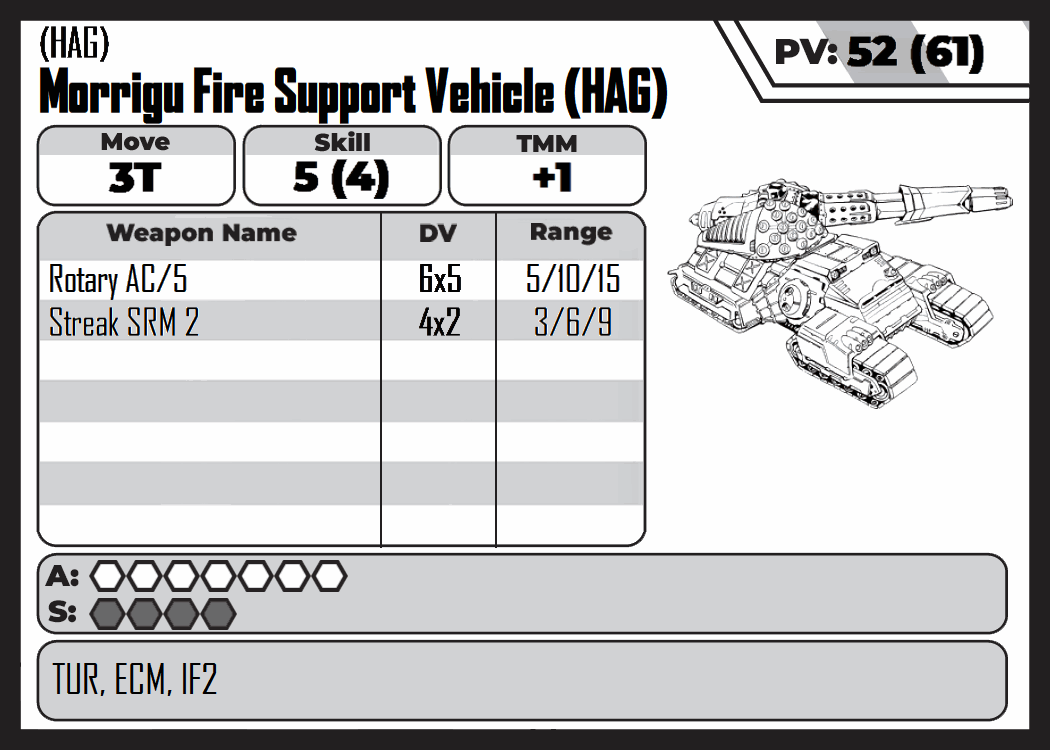 (HAG)
PV: 52 (61)
Morrigu Fire Support Vehicle (HAG)
Move Skill TMM
3T 5 (4) +1
Weapon Name DV Range
Rotary AC/5 6x5 5/10/15
Streak SRM 2 4x2 3/6/9
A:
S:
TUR, ECM, IF2